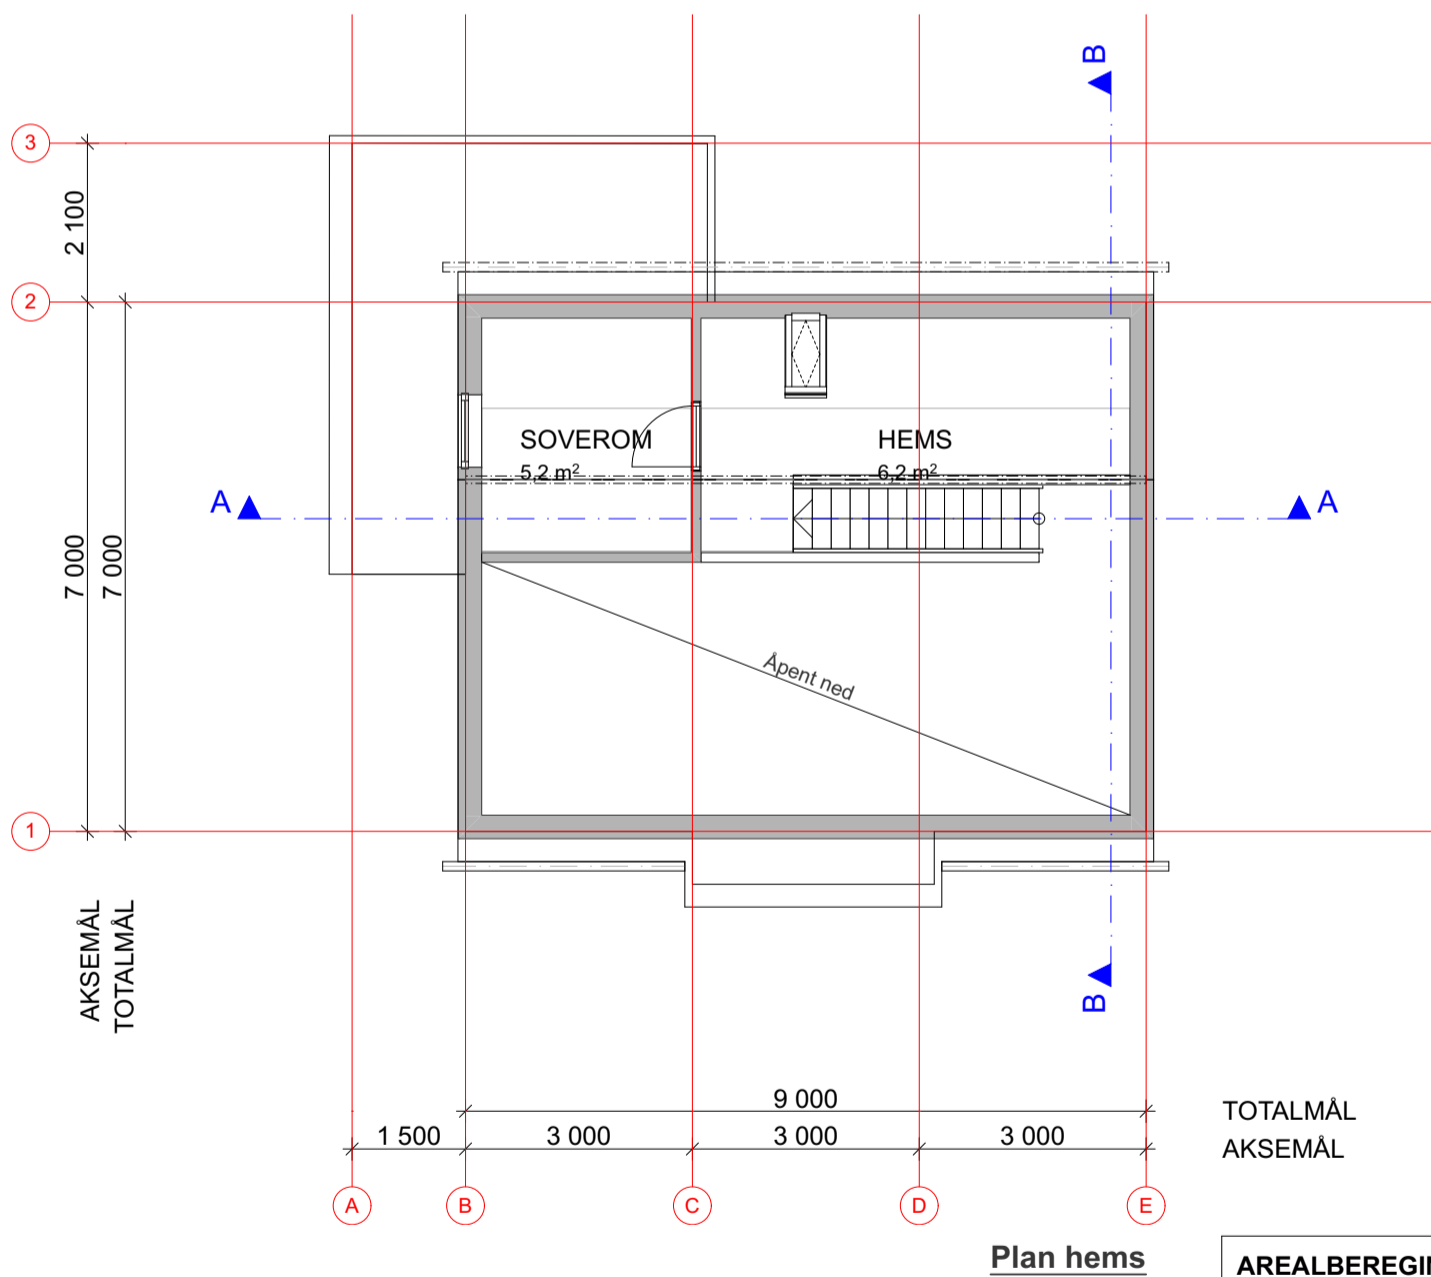 B
3
2 100
2
SOVEROM
5,2 m²
HEMS
6,2 m²
A
A
7 000
7 000
Åpent ned
1
AKSEMÅL
TOTALMÅL
B
9 000
TOTALMÅL
1 500
3 000
3 000
3 000
AKSEMÅL
A
B
C
D
E
Plan hems